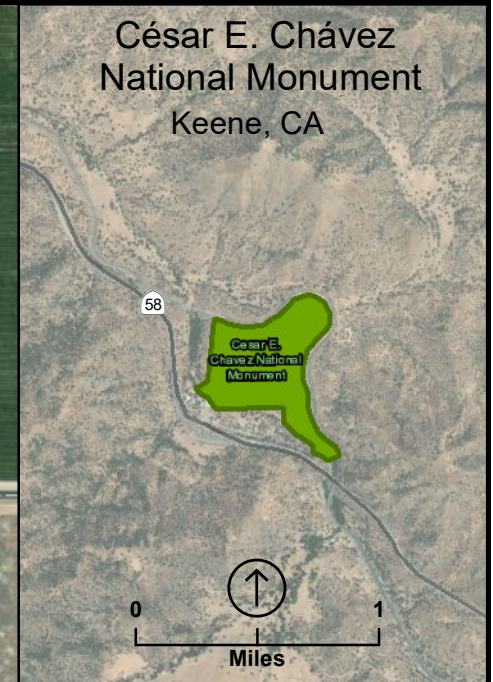 César E. Chávez
National Monument
Keene, CA
58
Cesar E.
Chavez National
Monument
0 1
Miles